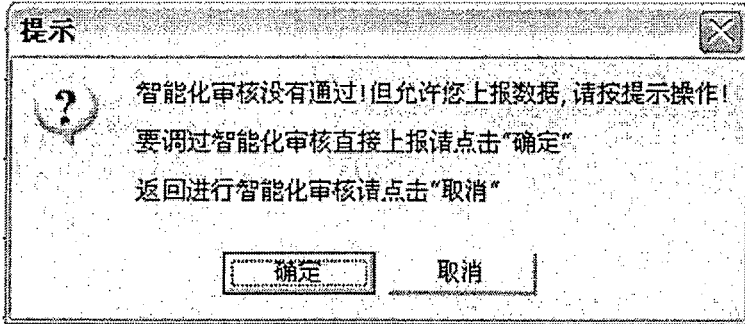 提示
智能化审核没有通过!但允许您上报数据,请按提示操作!
要调过智能化审核直接上报请点击"确定"
返回进行智能化审核请点击"取消"
确定
取消